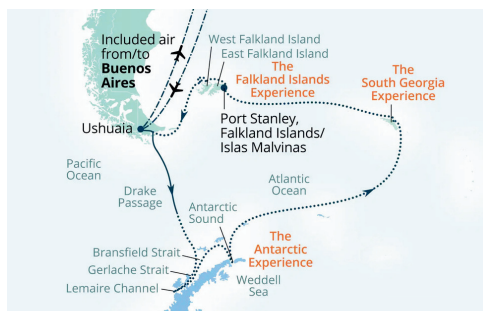 Included air
from/to
Buenos
Aires
West Falkland Island
East Falkland Island
The
Falkland Islands
Experience
The
South Georgia
Experience
Port Stanley,
Falkland Islands/
Islas Malvinas
Ushuaia
Pacific
Ocean
Drake
Passage
Atlantic
Ocean
Antarctic
Sound
The
Antarctic
Experience
Bransfield Strait
Gerlache Strait
Lemaire Channel
Weddell
Sea